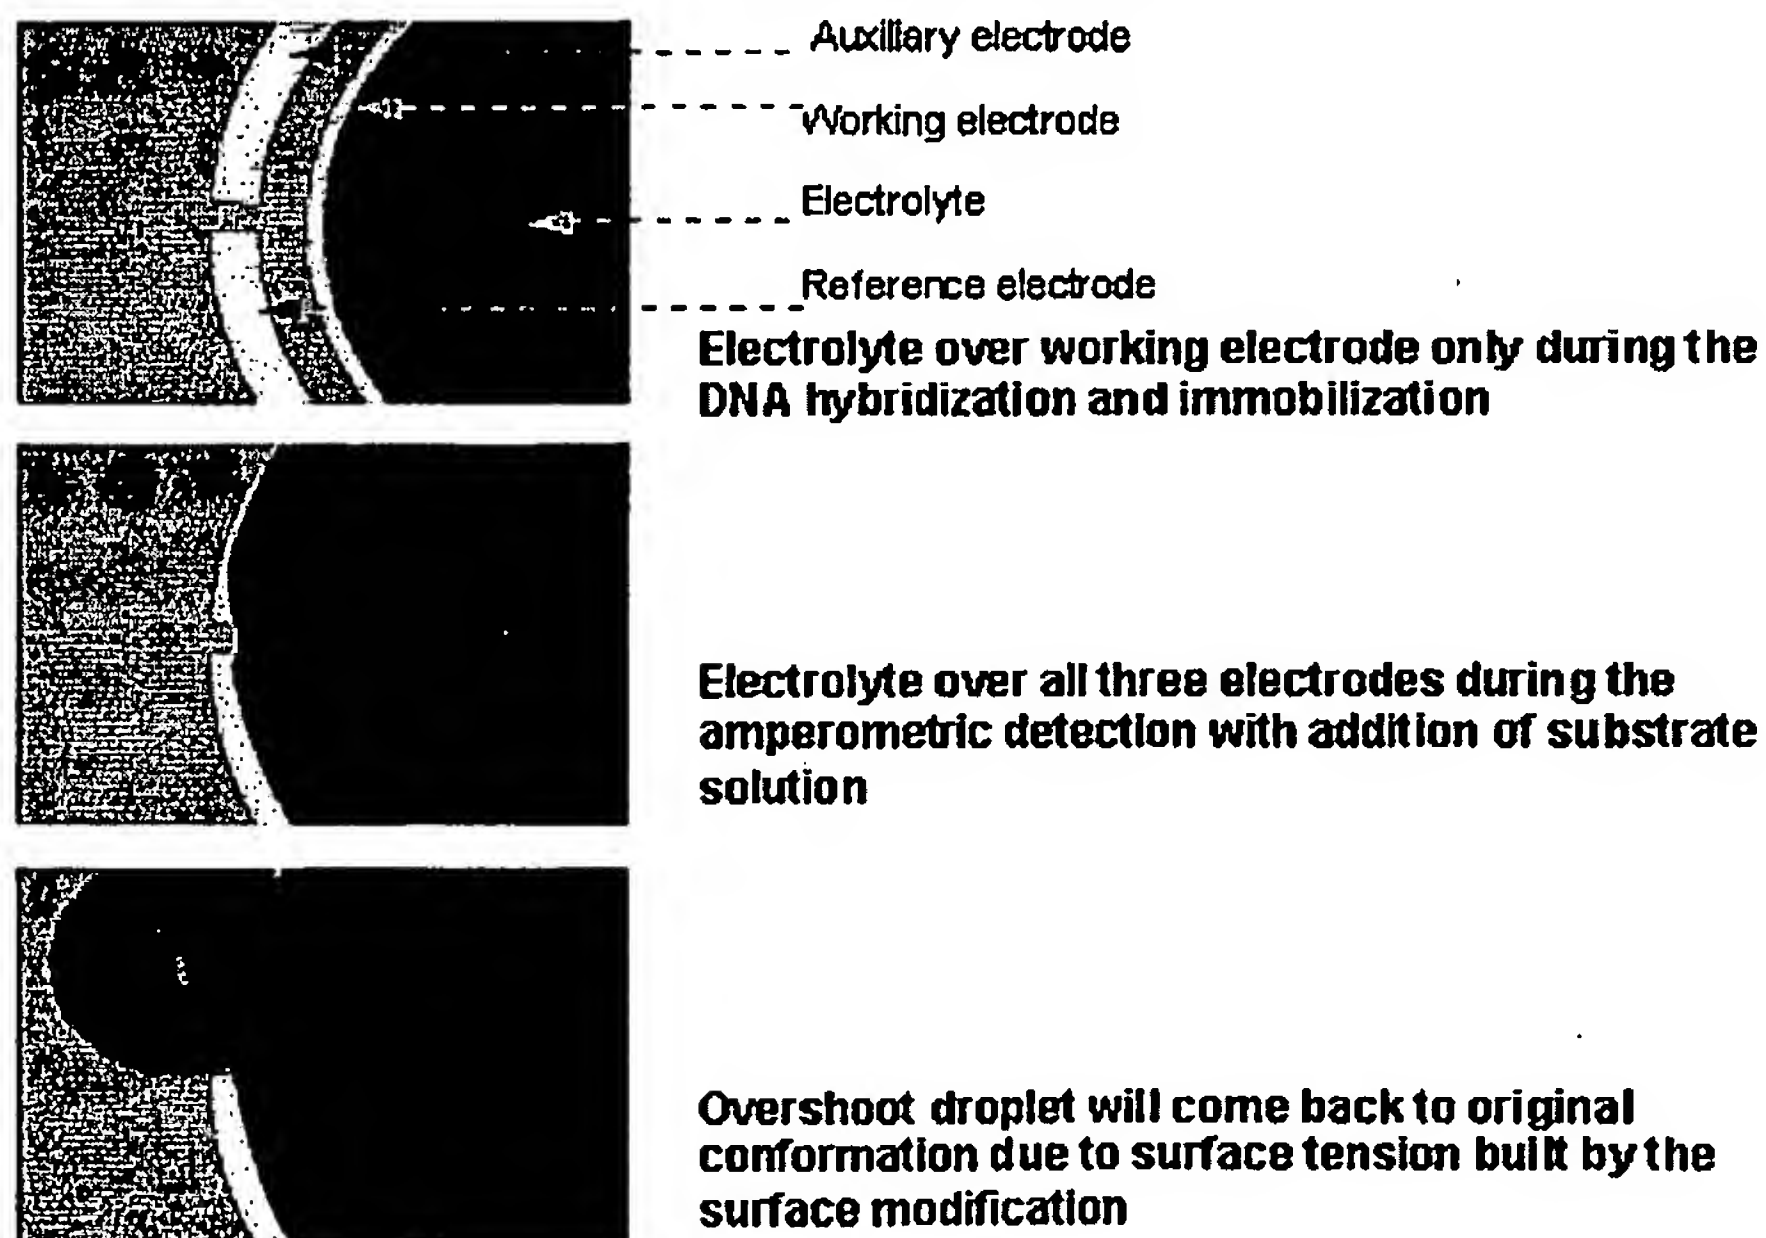 Auxiliary electrode
Working electrode
Electrolyte
Reference electrode
Electrolyte over working electrode only during the
DNA hybridization and immobilization
Electrolyte over all three electrodes during the
amperometric detection with addition of substrate
solution
Overshoot droplet will come back to original
conformation due to surface tension built by the
surface modification